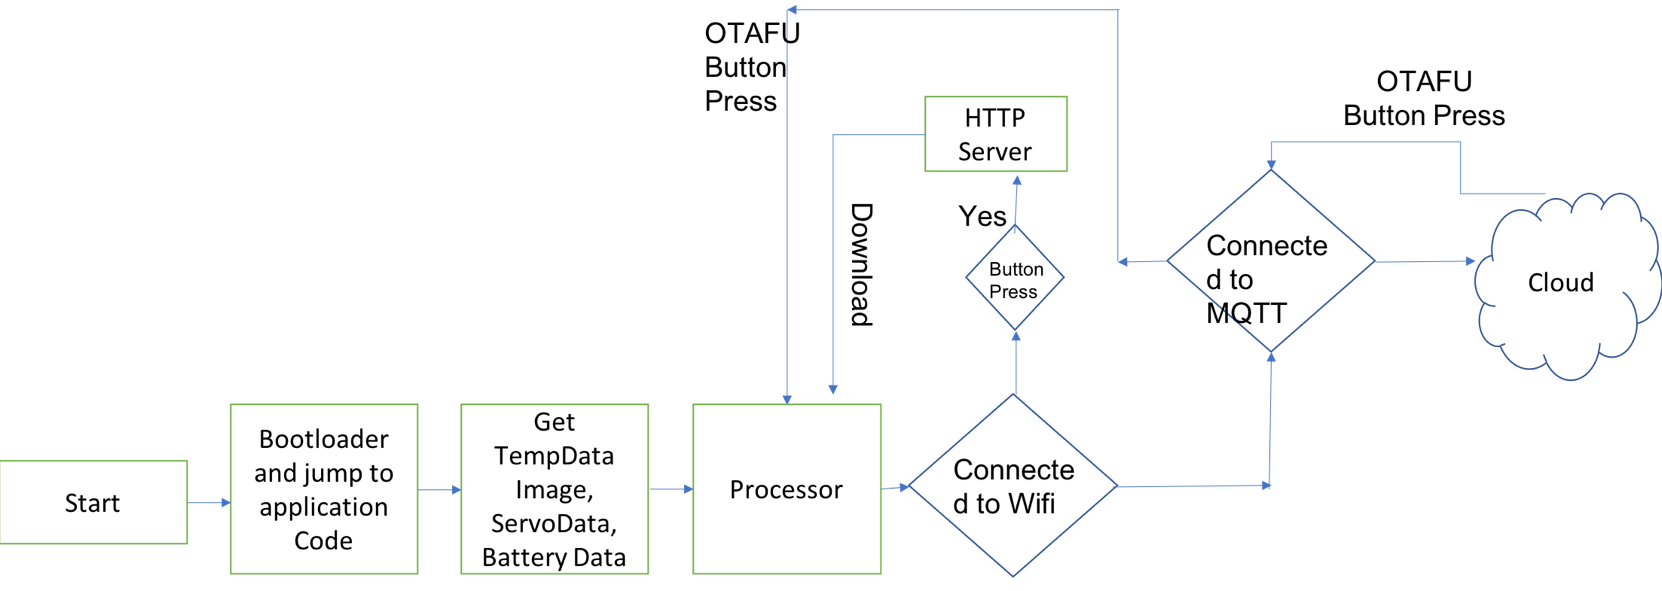 OTAFU
Button
Press
OTAFU
Button Press
HTTP
Server
Yes
Download
Button
Press
Connecte
d to
MQTT
Cloud
Start
Bootloader
and jump to
application
Code
Get
TempData
Image,
ServoData,
Battery Data
Processor
Connecte
d to Wifi